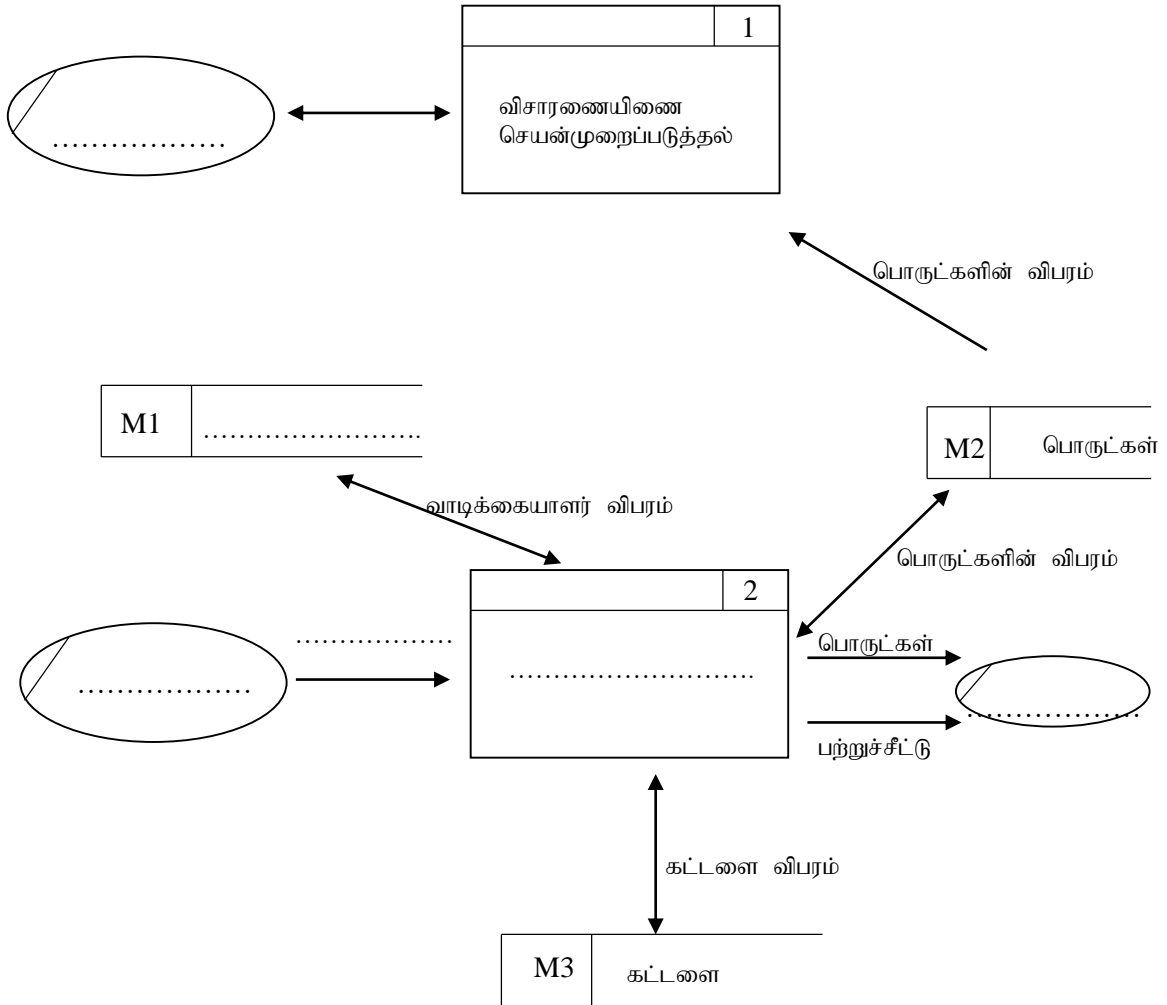 1
விசாரணையிணை
செயன்முறைப்படுத்தல்
..................
பொருட்களின் விபரம்
M1 .........................
M2 பொருட்கள்
வாடிக்கையாளர் விபரம்
பொருட்களின் விபரம்
2
..................
பொருட்கள்
..................
............................
..................
பற்றுச்சீட்டு
கட்டளை விபரம்
M3 கட்டளை